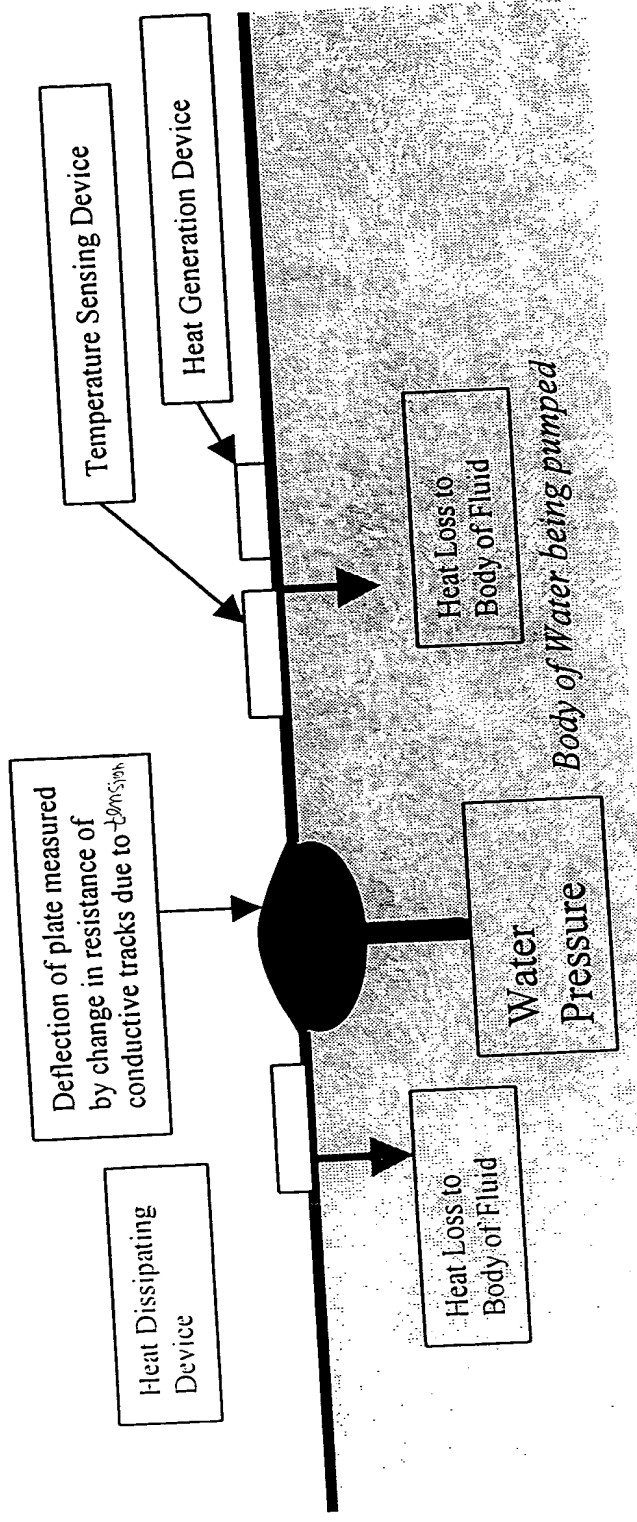 Heat Dissipating
Device
Deflection of plate measured
by change in resistance of
conductive tracks due to tension
Temperature Sensing Device
Heat Generation Device
Heat Loss to
Body of Fluid
Water
Pressure
Heat Loss to
Body of Fluid
Body of Water being pumped